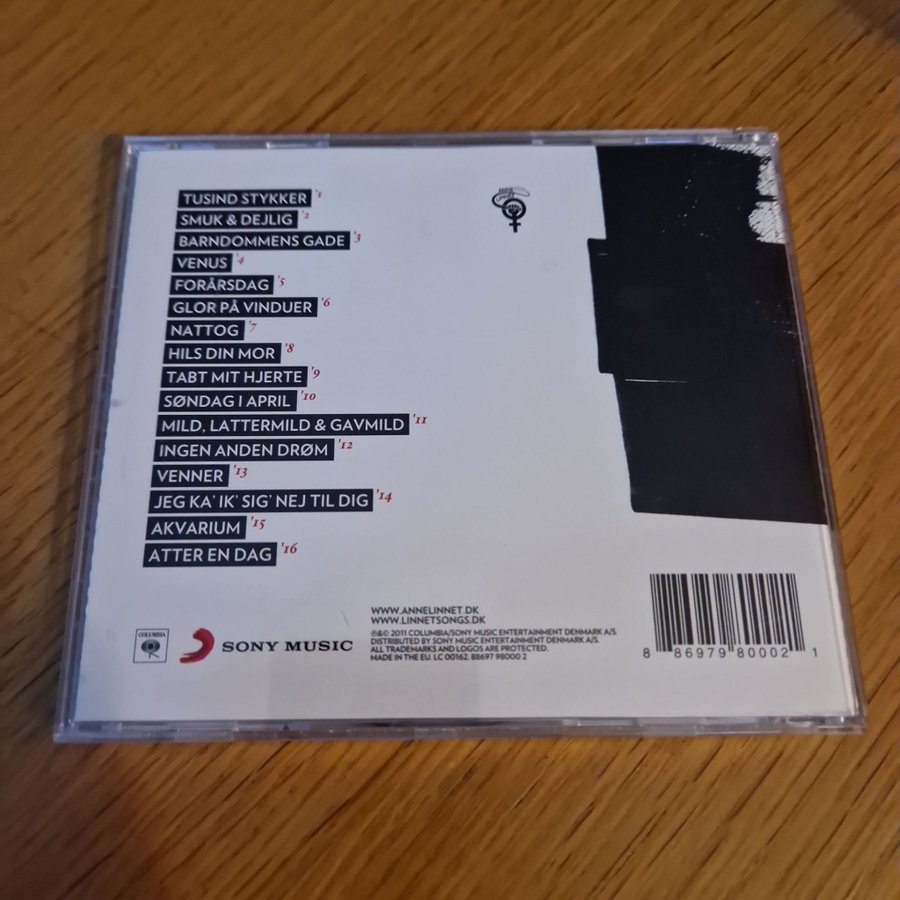 TUSIND STYKKER '1
SMUK & DEJLIG '2
BARNDOMMENS GADE '3
VENUS '4
FORÅRSDAG '5
GLOR PÅ VINDUER '6
NATTOG '7
HILS DIN MOR '8
TABT MIT HJERTE '9
SØNDAG I APRIL '10
MILD, LATTERMILD & GAVMILD '11
INGEN ANDEN DRØM '12
VENNER '13
JEG KA' IK' SIG' NEJ TIL DIG '14
AKVARIUM '15
ATTER EN DAG '16
COLUMBIA
SONY MUSIC
WWW.ANNELINNET.DK
WWW.LINNETSONGS.DK
℗&© 2011 COLUMBIA/SONY MUSIC ENTERTAINMENT DENMARK A/S.
DISTRIBUTED BY SONY MUSIC ENTERTAINMENT DENMARK A/S.
ALL TRADEMARKS AND LOGOS ARE PROTECTED.
MADE IN THE EU. LC 00162. 88697 98000 2
8 86979 80002 1